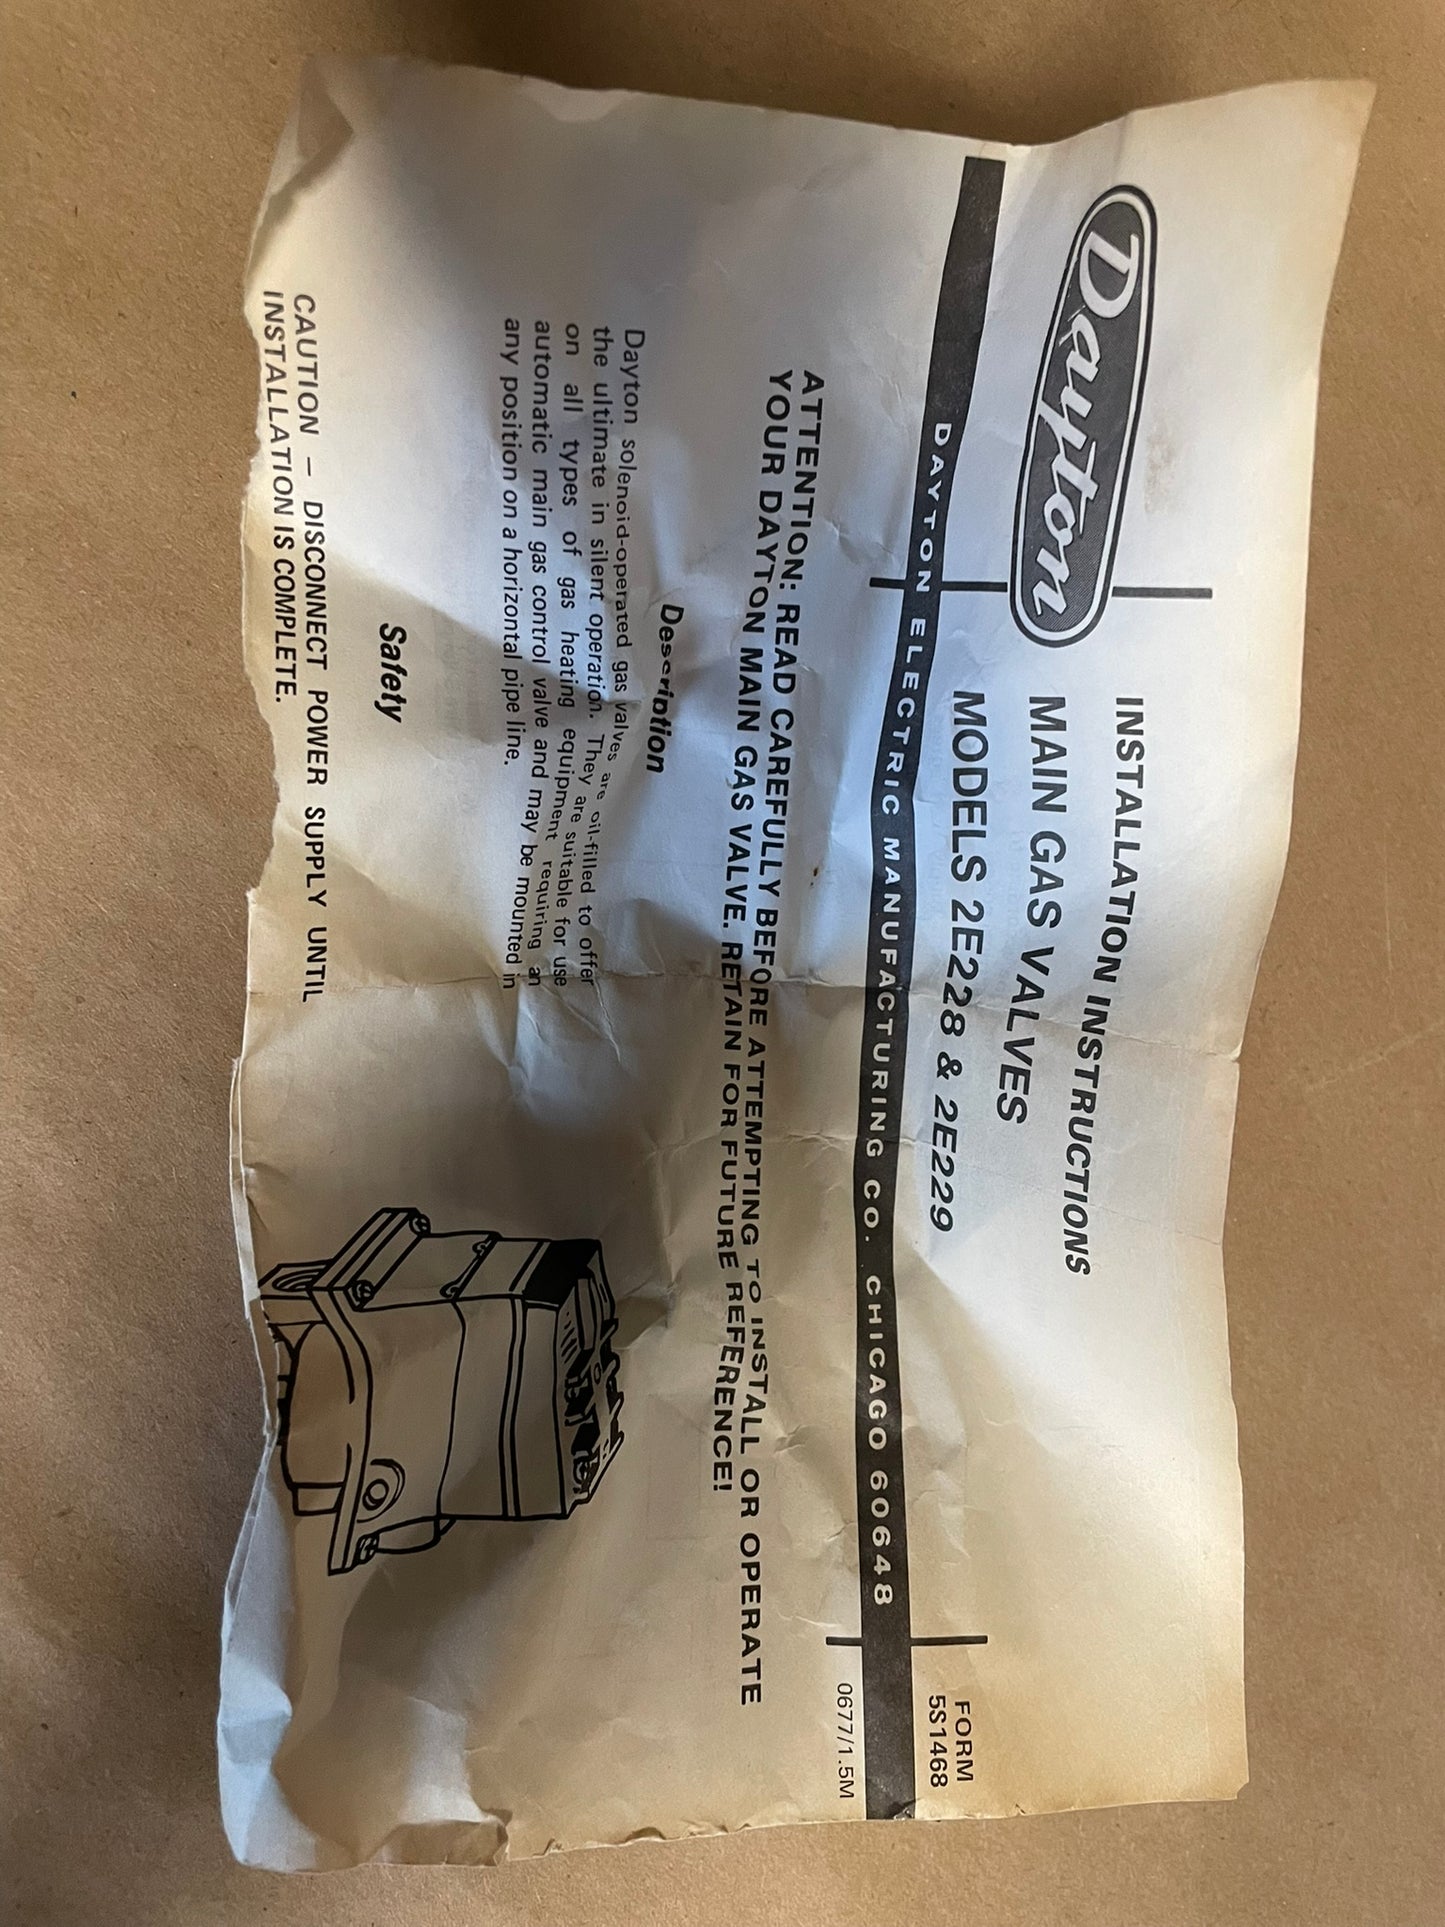 Dayton
INSTALLATION INSTRUCTIONS
MAIN GAS VALVES
MODELS 2E228 & 2E229
FORM
5S1468
DAYTON ELECTRIC MANUFACTURING CO. CHICAGO 60648
0677/1.5M
ATTENTION: READ CAREFULLY BEFORE ATTEMPTING TO INSTALL OR OPERATE
YOUR DAYTON MAIN GAS VALVE. RETAIN FOR FUTURE REFERENCE!
Description
Dayton solenoid-operated gas valves are oil-filled to offer
the ultimate in silent operation. They are suitable for use
on all types of gas heating equipment requiring an
automatic main gas control valve and may be mounted in
any position on a horizontal pipe line.
Safety
CAUTION – DISCONNECT POWER SUPPLY UNTIL
INSTALLATION IS COMPLETE.